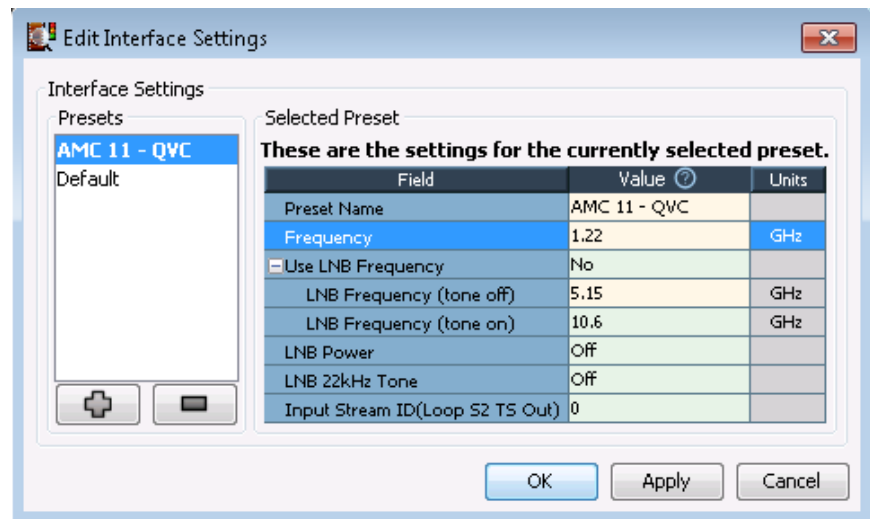 Edit Interface Settings
Interface Settings
Presets
AMC 11 - QVC
Default
Selected Preset
These are the settings for the currently selected preset.
Field Value ? Units
Preset Name AMC 11 - QVC
Frequency 1.22 GHz
Use LNB Frequency No
LNB Frequency (tone off) 5.15 GHz
LNB Frequency (tone on) 10.6 GHz
LNB Power Off
LNB 22kHz Tone Off
Input Stream ID(Loop S2 TS Out) 0
OK Apply Cancel